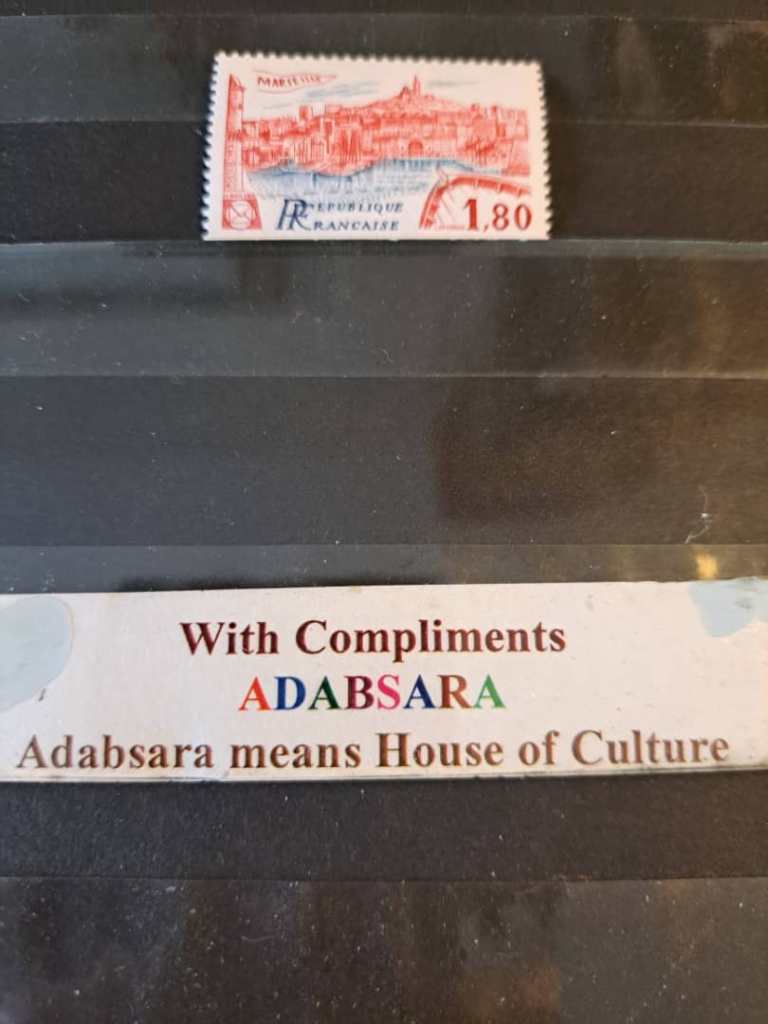 MARSEILLE
RÉPUBLIQUE
FRANCAISE
1,80
With Compliments
ADABSARA
Adabsara means House of Culture